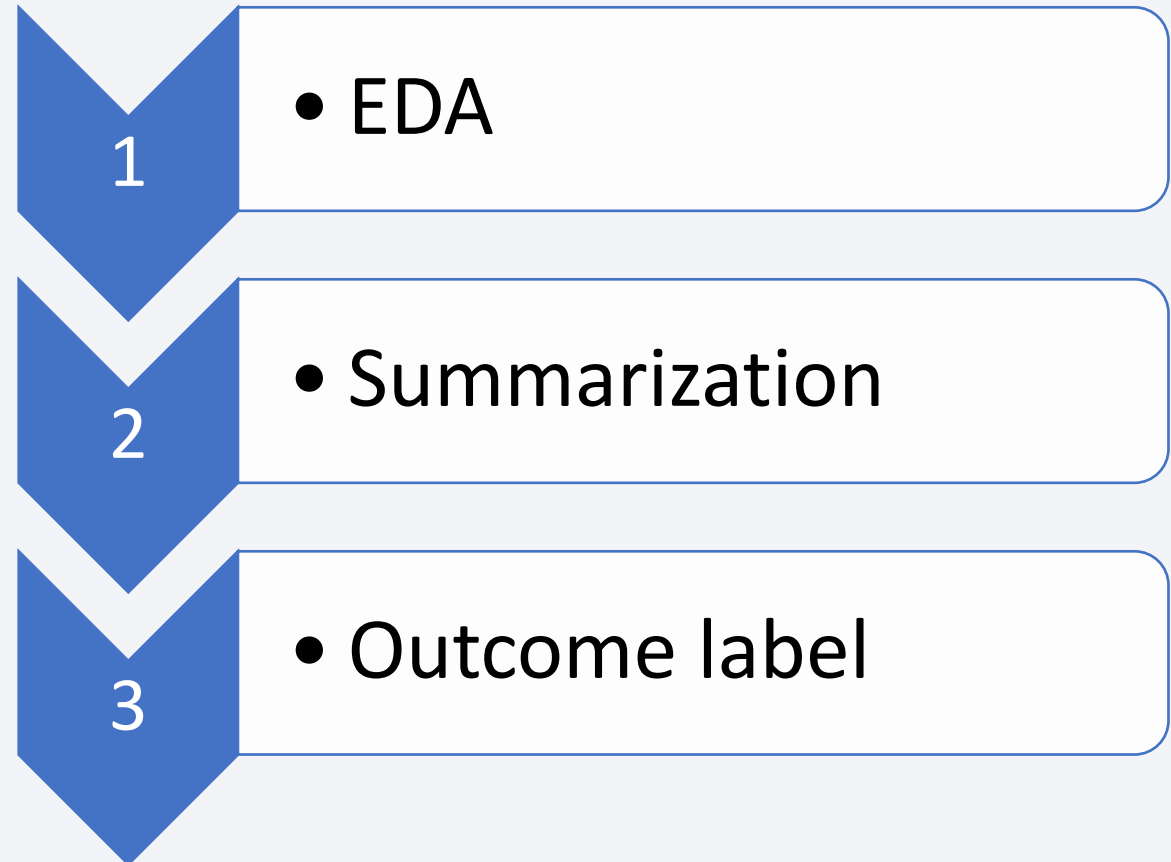 1
• EDA
2
• Summarization
3
• Outcome label